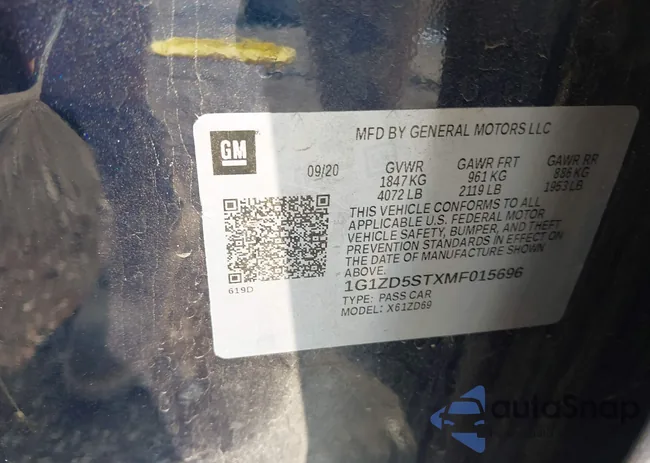 MFD BY GENERAL MOTORS LLC
GM
09/20
GVWR
1847 KG
4072 LB
GAWR FRT
961 KG
2119 LB
GAWR RR
886 KG
1953 LB
THIS VEHICLE CONFORMS TO ALL
APPLICABLE U.S. FEDERAL MOTOR
VEHICLE SAFETY, BUMPER, AND THEFT
PREVENTION STANDARDS IN EFFECT ON
THE DATE OF MANUFACTURE SHOWN
ABOVE.
619D
1G1ZD5STXMF015696
TYPE: PASS CAR
MODEL: X61ZD69
autoSnap